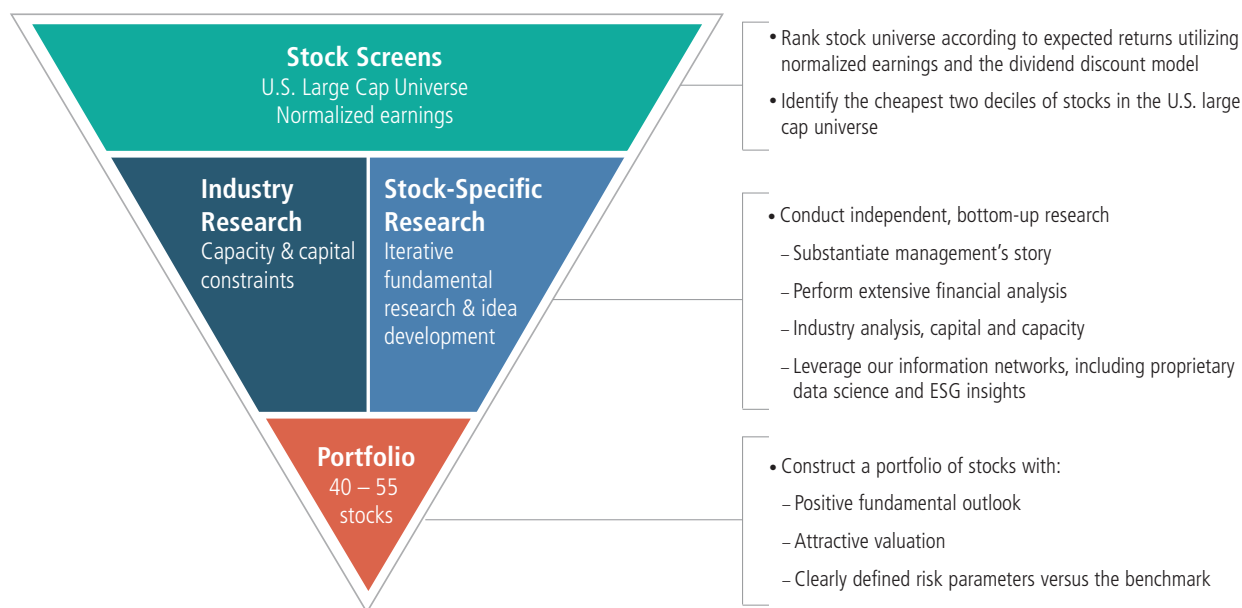 Stock Screens
U.S. Large Cap Universe
Normalized earnings
• Rank stock universe according to expected returns utilizing
normalized earnings and the dividend discount model
• Identify the cheapest two deciles of stocks in the U.S. large
cap universe
Industry
Research
Capacity & capital
constraints
Stock-Specific
Research
Iterative
fundamental
research & idea
development
• Conduct independent, bottom-up research
– Substantiate management’s story
– Perform extensive financial analysis
– Industry analysis, capital and capacity
– Leverage our information networks, including proprietary
data science and ESG insights
Portfolio
40 – 55
stocks
• Construct a portfolio of stocks with:
– Positive fundamental outlook
– Attractive valuation
– Clearly defined risk parameters versus the benchmark